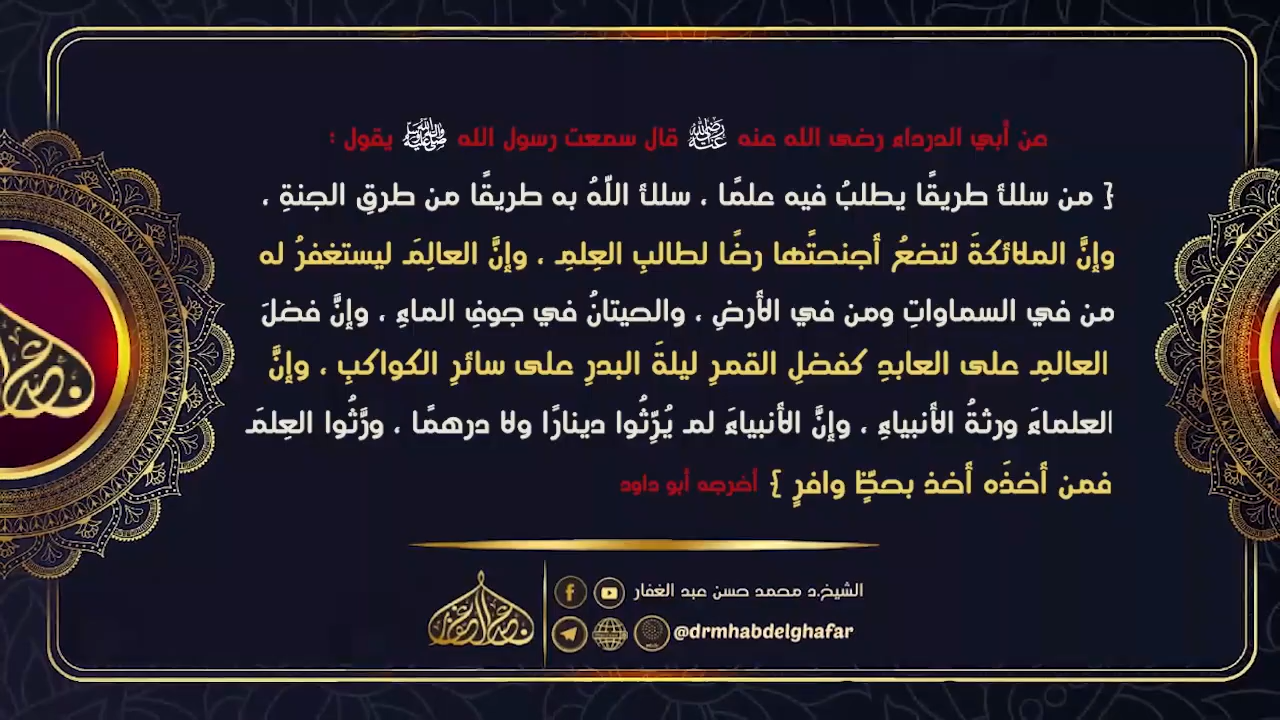 عن أبي الدرداء رضى الله عنه رضي الله عنه قال سمعت رسول الله ﷺ يقول :
{ من سلك طريقًا يطلبُ فيه علمًا ، سلك اللّهُ به طريقًا من طرقِ الجنةِ ،
وإنَّ الملائكةَ لتضعُ أجنحتَها رضًا لطالبِ العِلمِ ، وإنَّ العالِمَ ليستغفرُ له
من في السماواتِ ومن في الأرضِ ، والحيتانُ في جوفِ الماءِ ، وإنَّ فضلَ
العالمِ على العابدِ كفضلِ القمرِ ليلةَ البدرِ على سائرِ الكواكبِ ، وإنَّ
العلماءَ ورثةُ الأنبياءِ ، وإنَّ الأنبياءَ لم يُرِّثُوا دينارًا ولا درهمًا ، ورَّثُوا العِلمَ
فمن أخذَه أخذ بحظٍّ وافرٍ } أخرجه أبو داود
الشيخ.د محمد حسن عبد الغفار
@drmhabdelghafar